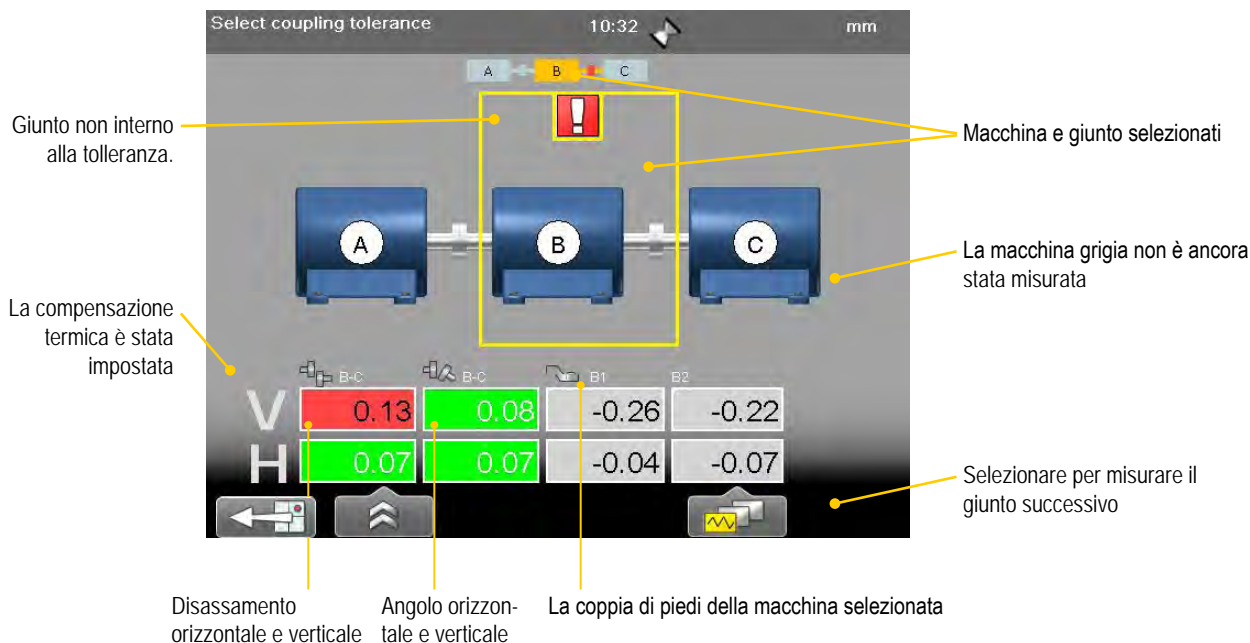 Select coupling tolerance 10:32 mm
A B C
Giunto non interno
alla tolleranza.
Macchina e giunto selezionati
A B C
La macchina grigia non è ancora
stata misurata
La compensazione
termica è stata
impostata
B-C B-C B1 B2
V 0.13 0.08 -0.26 -0.22
H 0.07 0.07 -0.04 -0.07
Selezionare per misurare il
giunto successivo
Disassamento
orizzontale e verticale
Angolo orizzon-
tale e verticale
La coppia di piedi della macchina selezionata